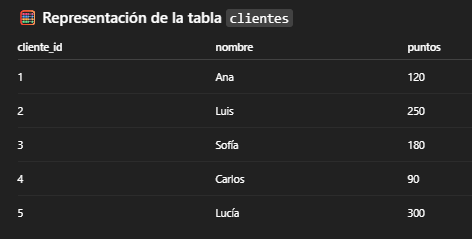 Representación de la tabla clientes
cliente_id nombre puntos
1 Ana 120
2 Luis 250
3 Sofía 180
4 Carlos 90
5 Lucía 300